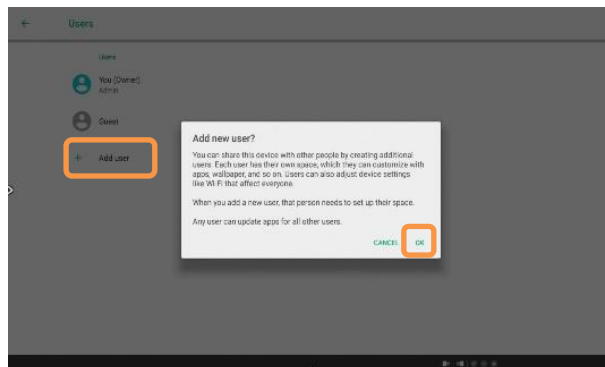 Users
Users
You (Owner)
Admin
Guest
Add user
Add new user?
You can share this device with other people by creating additional
users. Each user has their own space, which they can customize with
apps, wallpaper, and so on. Users can also adjust device settings
like Wi-Fi that affect everyone.
When you add a new user, that person needs to set up their space.
Any user can update apps for all other users.
CANCEL OK